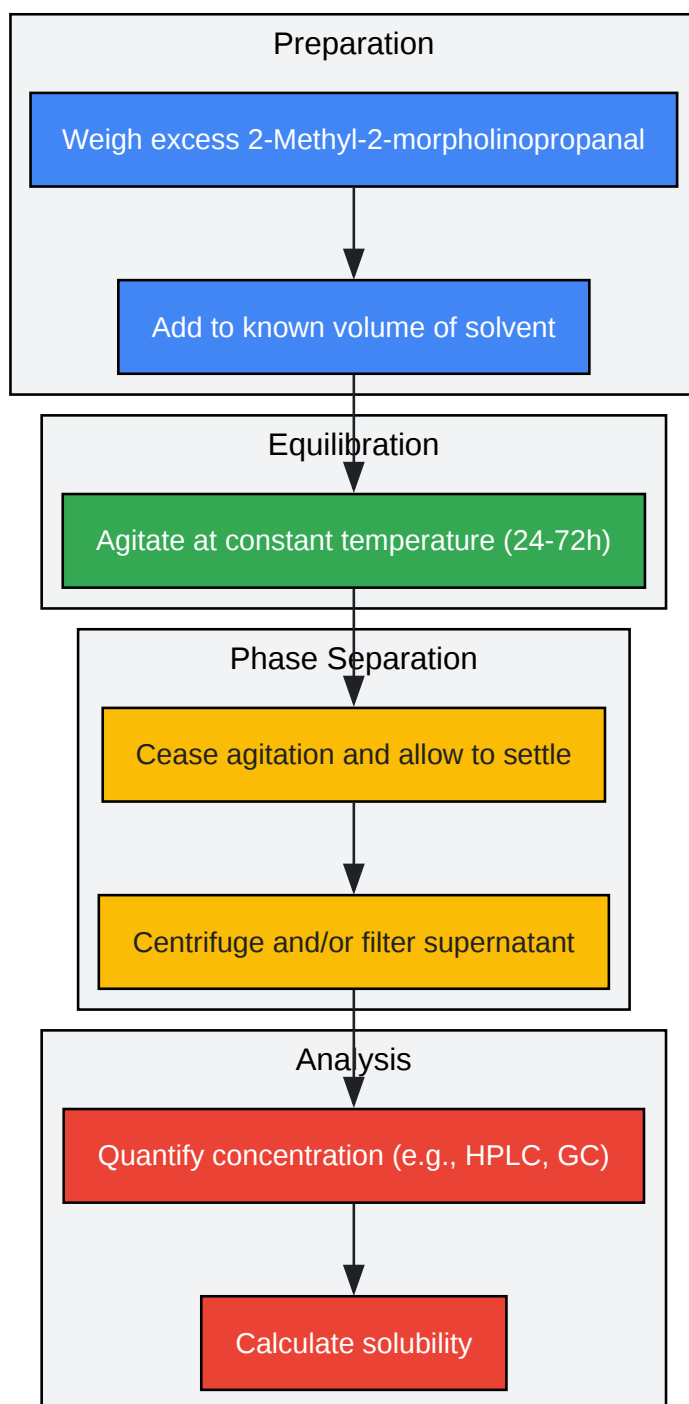 Preparation
Weigh excess 2-Methyl-2-morpholinopropanal
Add to known volume of solvent
Equilibration
Agitate at constant temperature (24-72h)
Phase Separation
Cease agitation and allow to settle
Centrifuge and/or filter supernatant
Analysis
Quantify concentration (e.g., HPLC, GC)
Calculate solubility